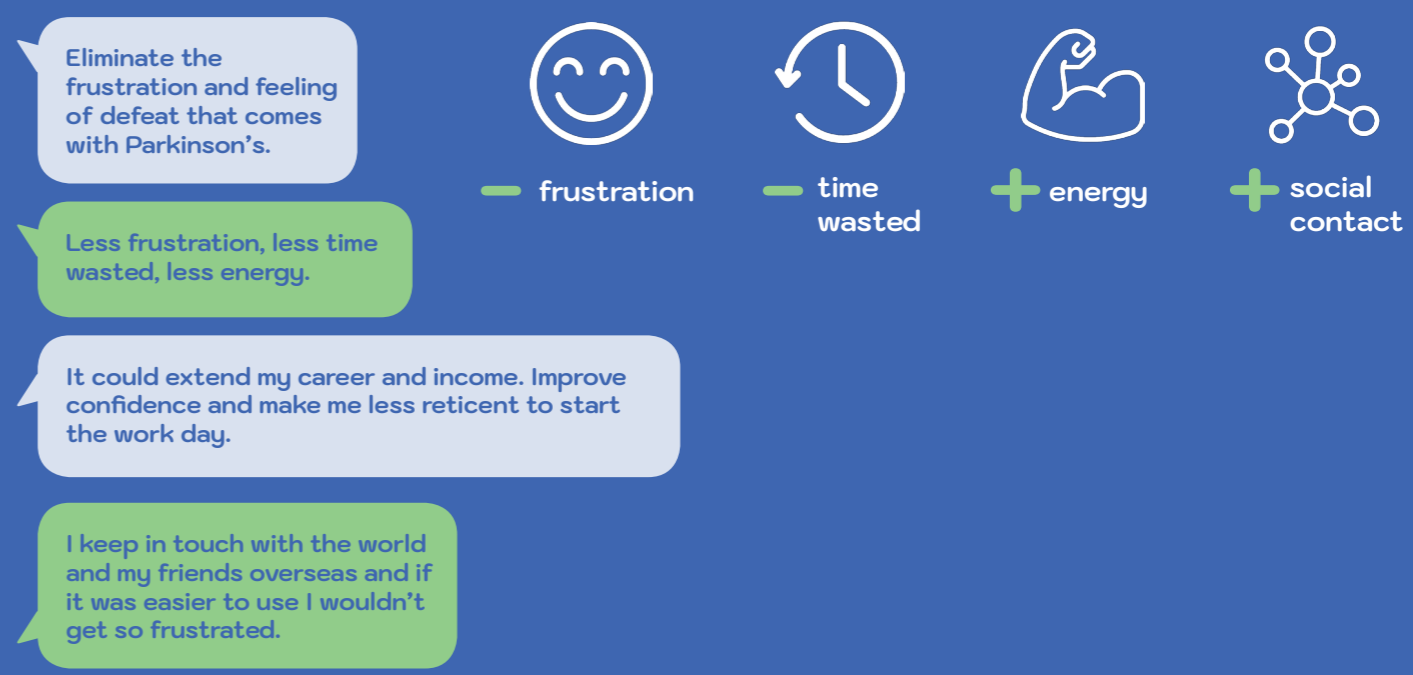 Eliminate the
frustration and feeling
of defeat that comes
with Parkinson's.
Less frustration, less time
wasted, less energy.
It could extend my career and income. Improve
confidence and make me less reticent to start
the work day.
I keep in touch with the world
and my friends overseas and if
it was easier to use I wouldn't
get so frustrated.
− frustration
− time
wasted
+ energy
+ social
contact